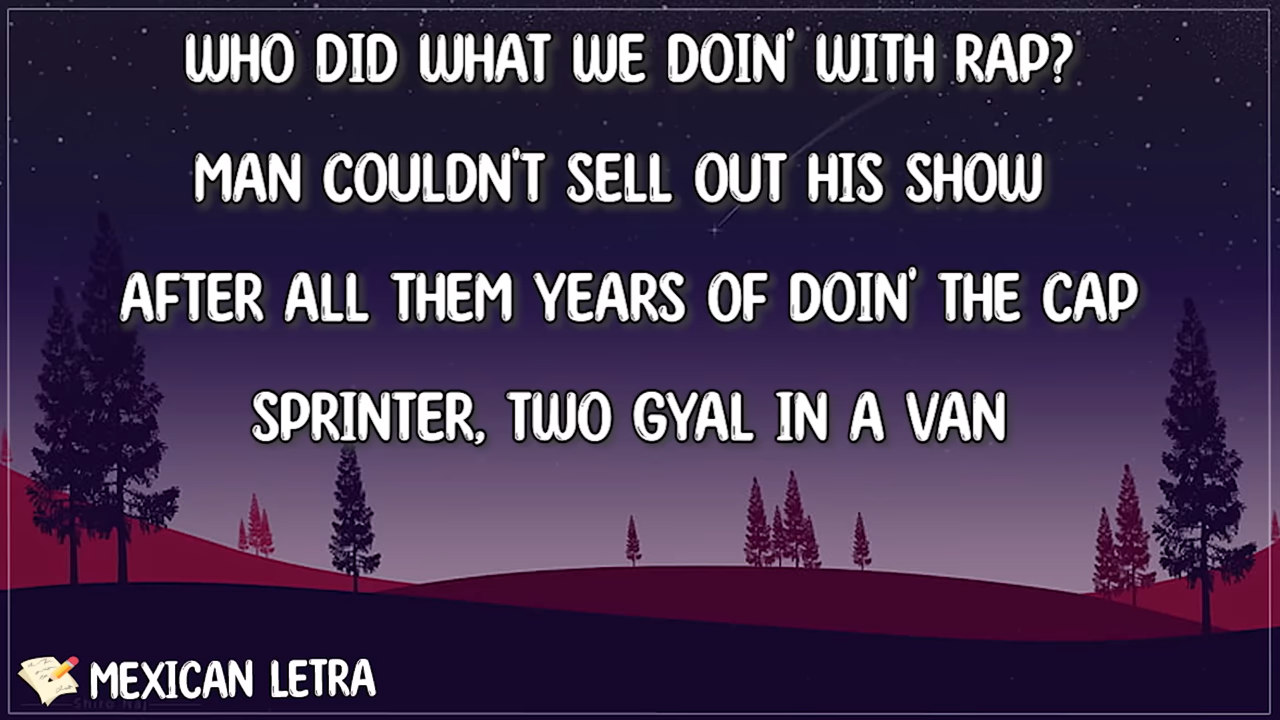 WHO DID WHAT WE DOIN' WITH RAP?
MAN COULDN'T SELL OUT HIS SHOW
AFTER ALL THEM YEARS OF DOIN' THE CAP
SPRINTER, TWO GYAL IN A VAN
MEXICAN LETRA